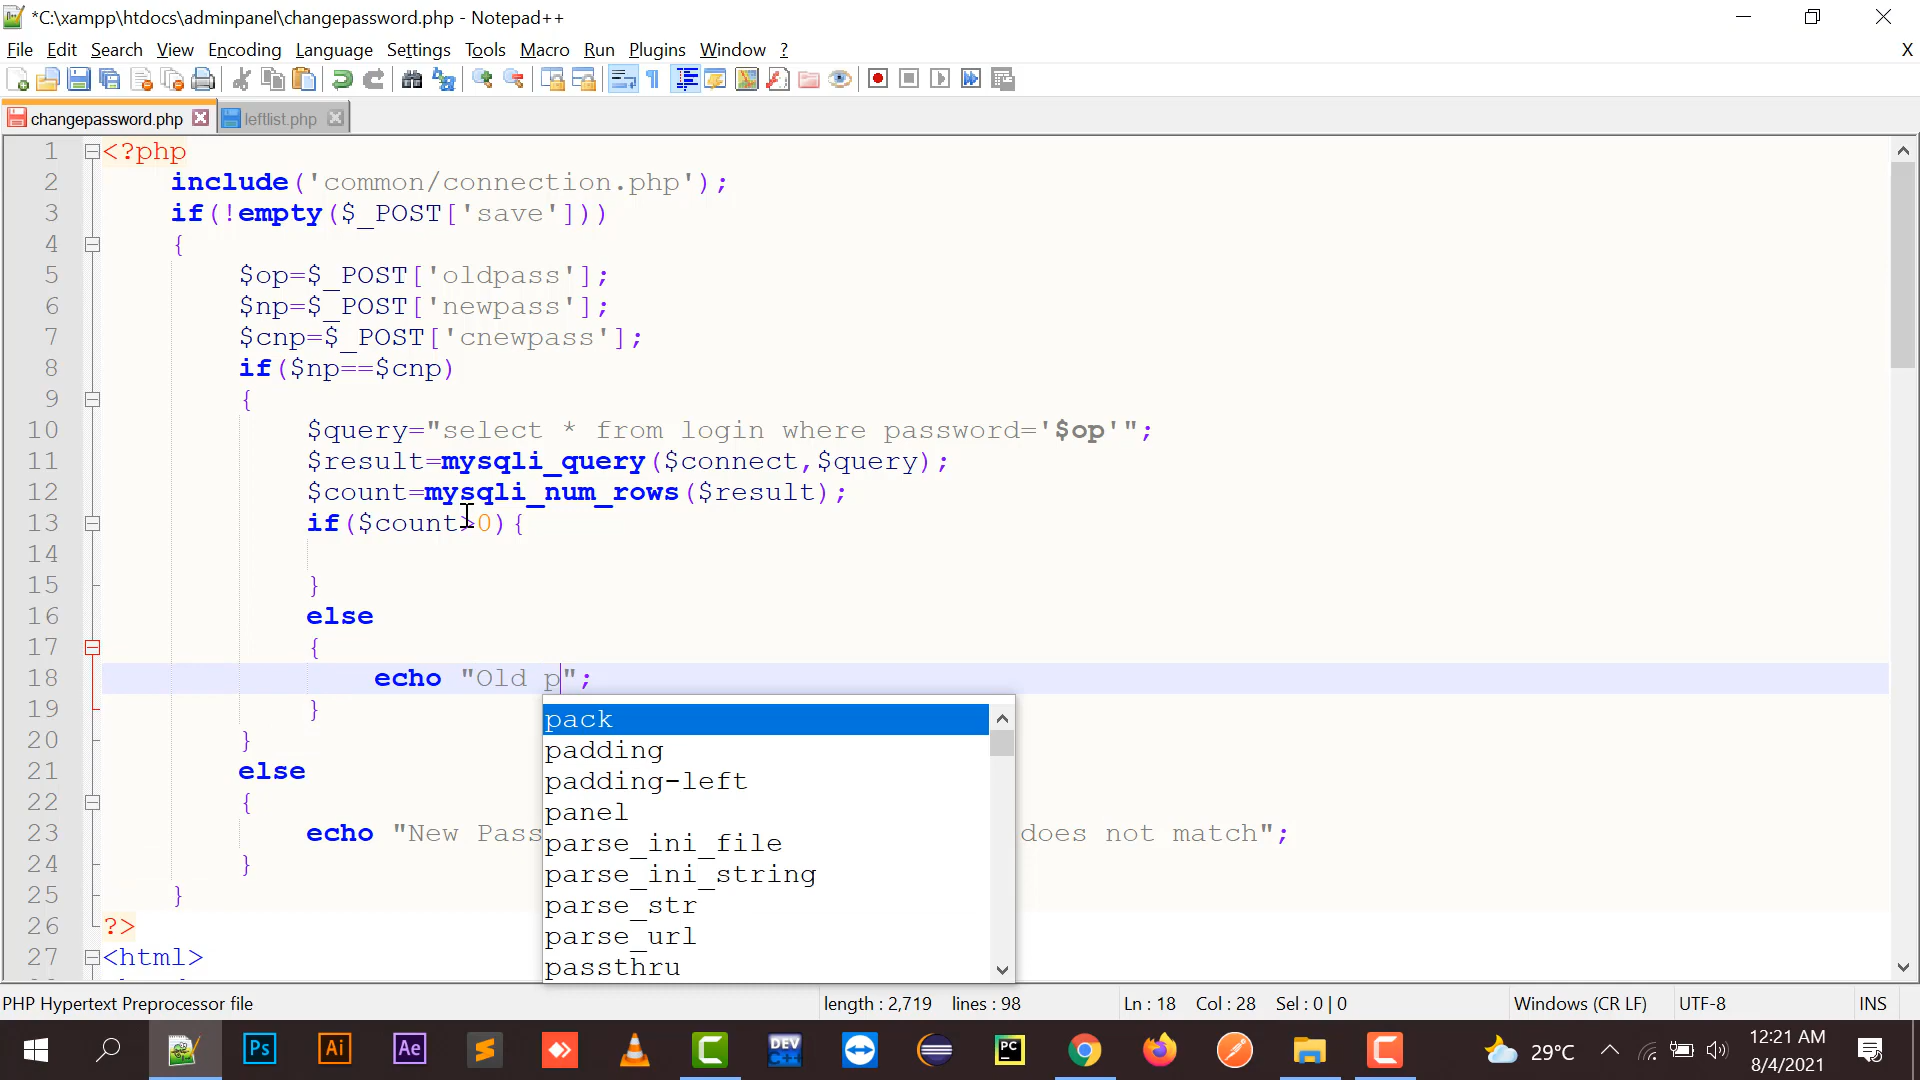 *C:\xampp\htdocs\adminpanel\changepassword.php - Notepad++
File Edit Search View Encoding Language Settings Tools Macro Run Plugins Window ? X
changepassword.php leftlist.php
1 <?php
2 include('common/connection.php');
3 if(!empty($_POST['save']))
4 {
5 $op=$_POST['oldpass'];
6 $np=$_POST['newpass'];
7 $cnp=$_POST['cnewpass'];
8 if($np==$cnp)
9 {
10 $query="select * from login where password='$op'";
11 $result=mysqli_query($connect,$query);
12 $count=mysqli_num_rows($result);
13 if($count>0){
14
15 }
16 else
17 {
18 echo "Old p";
19 }
pack
20 }
padding
21 else
padding-left
22 {
panel
23 echo "New Pass does not match";
parse_ini_file
24 }
parse_ini_string
25 }
parse_str
26 ?>
parse_url
27 <html>
passthru
PHP Hypertext Preprocessor file length : 2,719 lines : 98 Ln : 18 Col : 28 Sel : 0 | 0 Windows (CR LF) UTF-8 INS
Ps Ai Ae DEV C++ PC 29°C 12:21 AM
8/4/2021